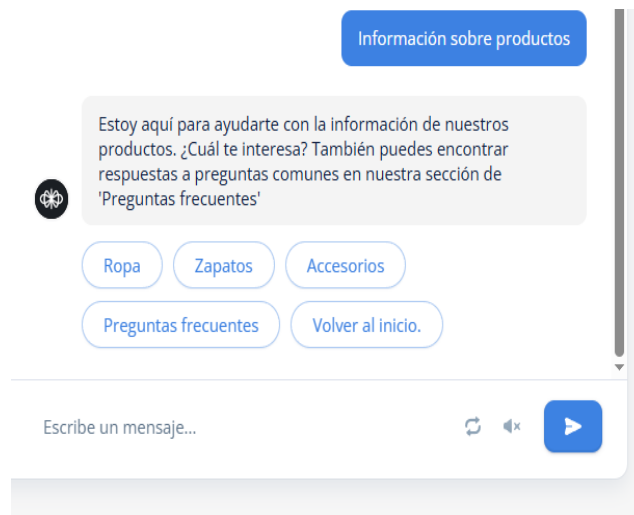 Información sobre productos
Estoy aquí para ayudarte con la información de nuestros
productos. ¿Cuál te interesa? También puedes encontrar
respuestas a preguntas comunes en nuestra sección de
'Preguntas frecuentes'
Ropa
Zapatos
Accesorios
Preguntas frecuentes
Volver al inicio.
Escribe un mensaje...